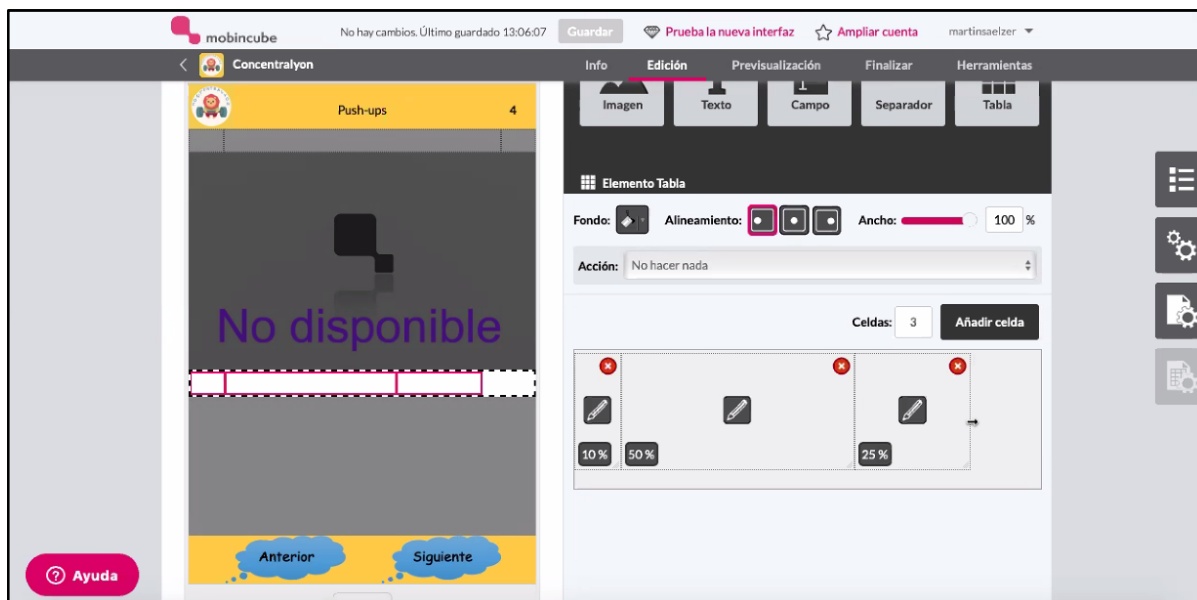 mobincube
No hay cambios. Último guardado 13:06:07
Guardar
Prueba la nueva interfaz
Ampliar cuenta
martinsaelzer
Concentralyon
Info
Edición
Previsualización
Finalizar
Herramientas
Push-ups
4
Imagen
Texto
Campo
Separador
Tabla
Elemento Tabla
Fondo:
Alineamiento:
Ancho:
100 %
Acción: No hacer nada
Celdas: 3
Añadir celda
No disponible
10 %
50 %
25 %
Anterior
Siguiente
Ayuda